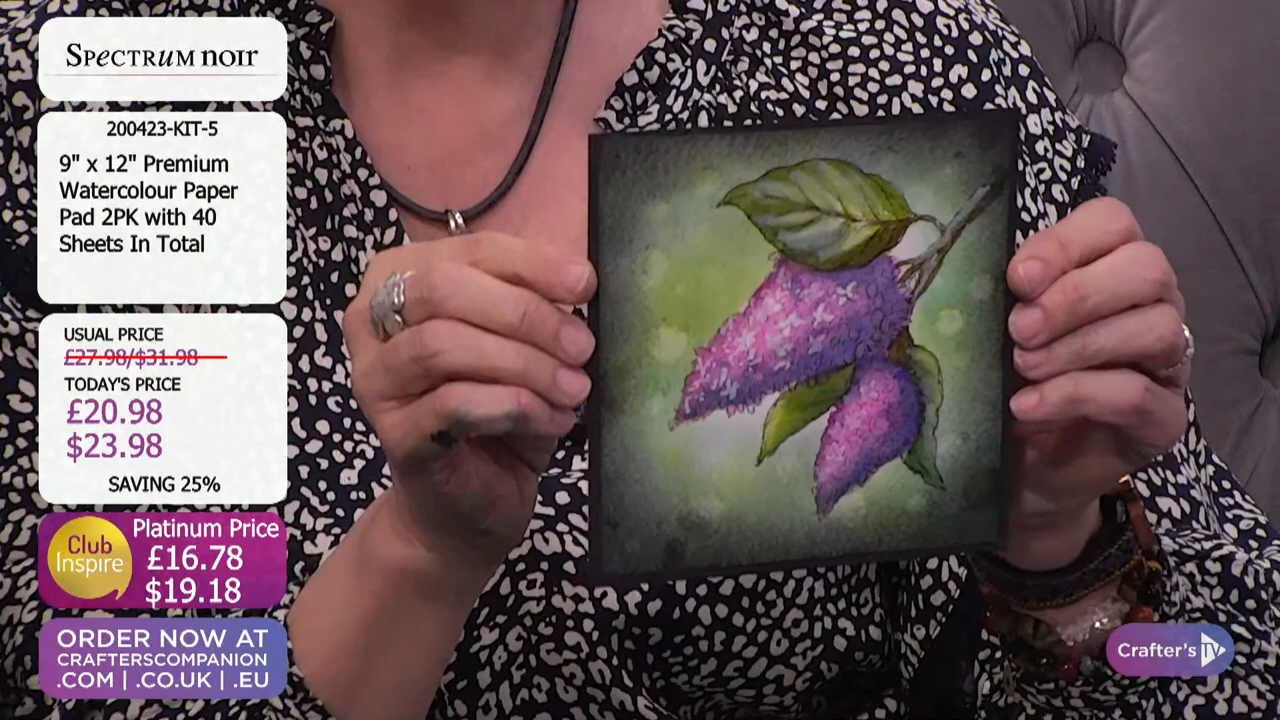 SPECTRUM NOIR
200423-KIT-5
9" x 12" Premium
Watercolour Paper
Pad 2PK with 40
Sheets In Total
USUAL PRICE
£27.98/$31.98
TODAY'S PRICE
£20.98
$23.98
SAVING 25%
Club
Inspire
Platinum Price
£16.78
$19.18
ORDER NOW AT
CRAFTERSCOMPANION
.COM | .CO.UK | .EU
Crafter's TV